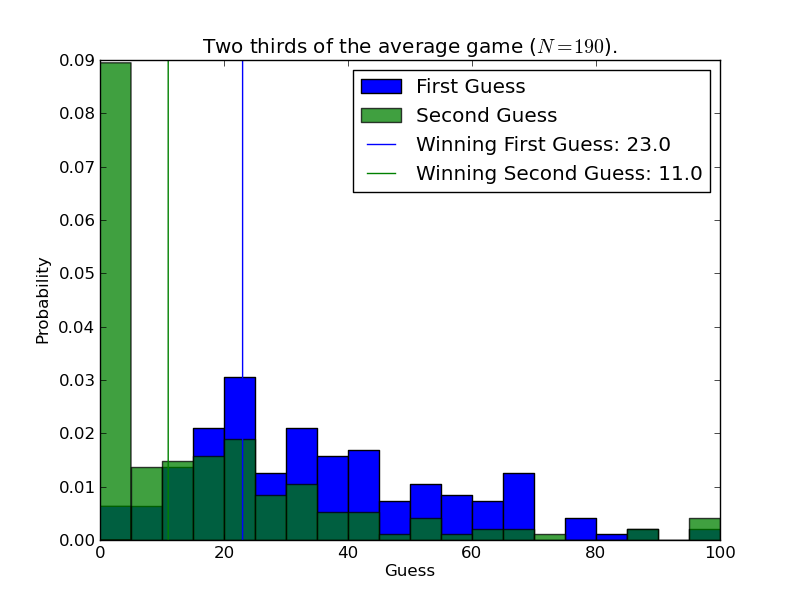 Two thirds of the average game (N=190).
First Guess
Second Guess
Winning First Guess: 23.0
Winning Second Guess: 11.0
0.09
0.08
0.07
0.06
0.05
0.04
0.03
0.02
0.01
0.00
Probability
0 20 40 60 80 100
Guess